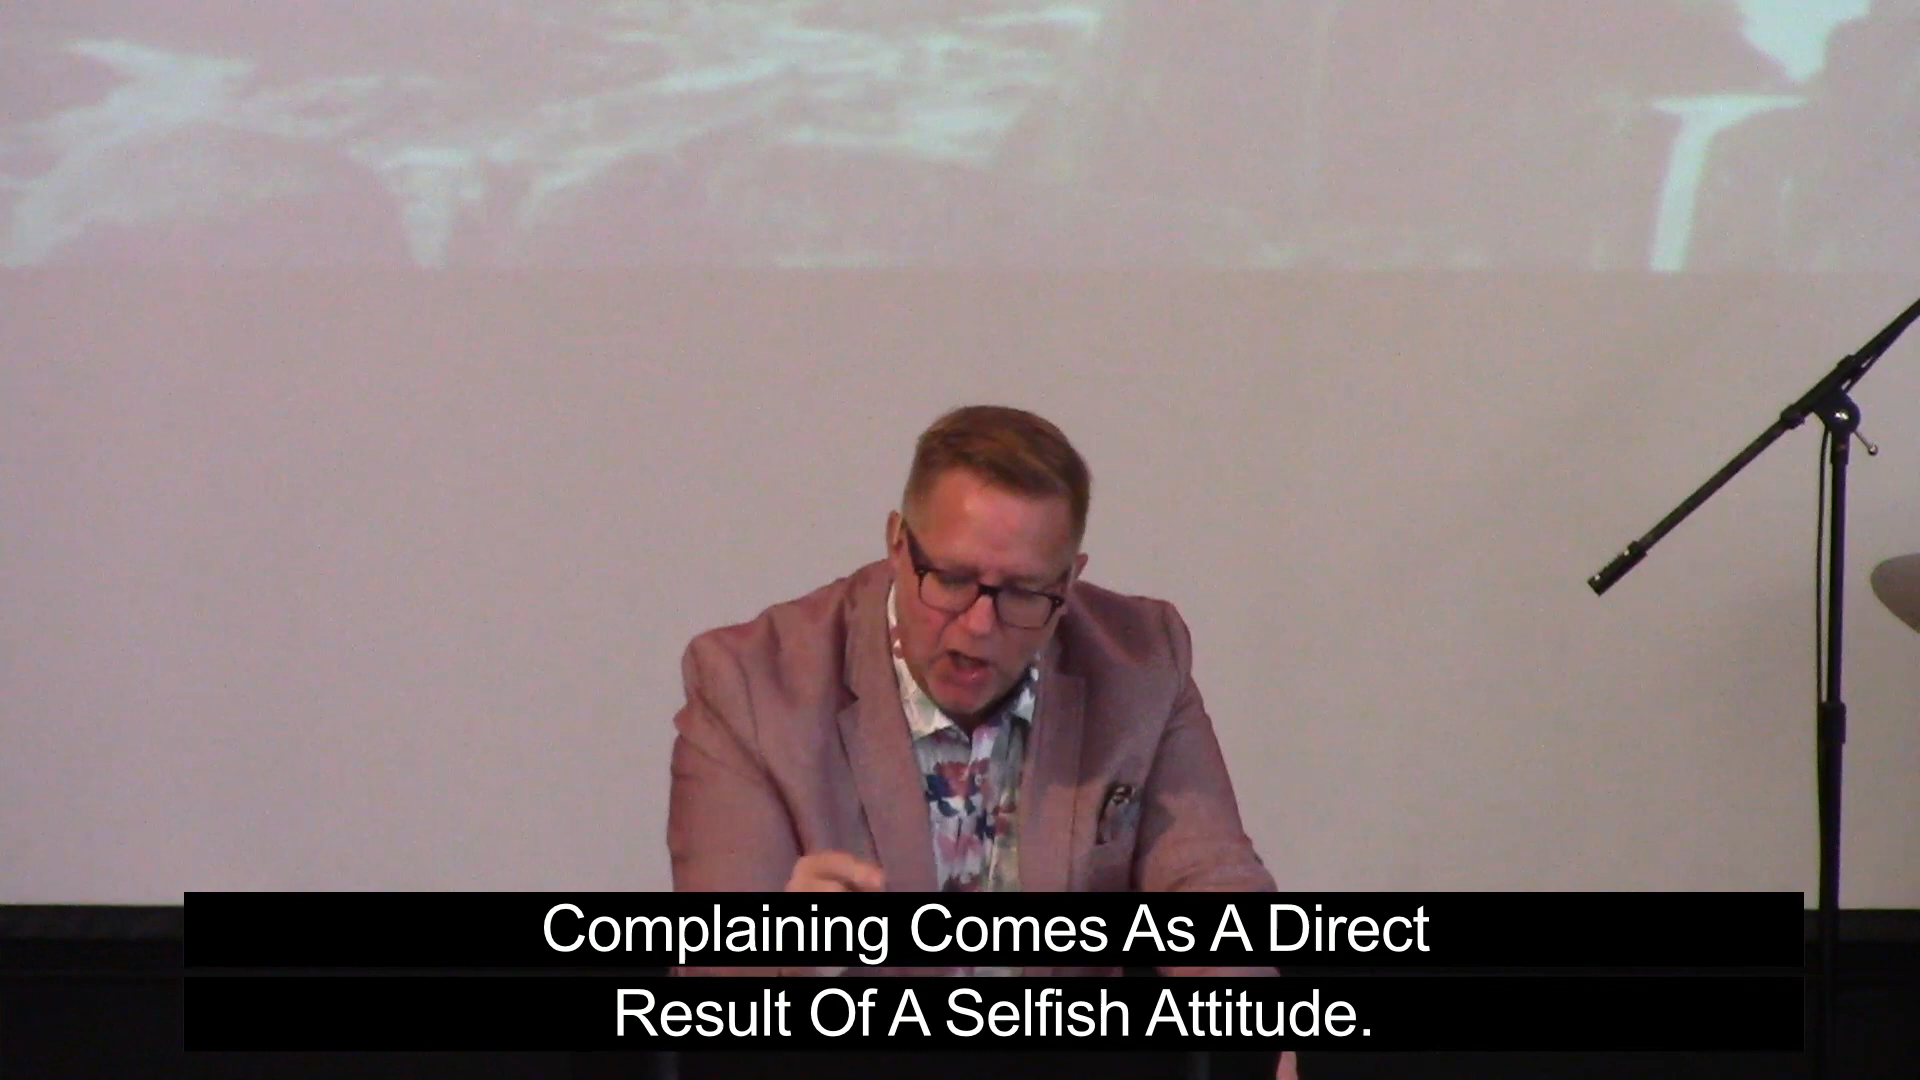 Complaining Comes As A Direct
Result Of A Selfish Attitude.